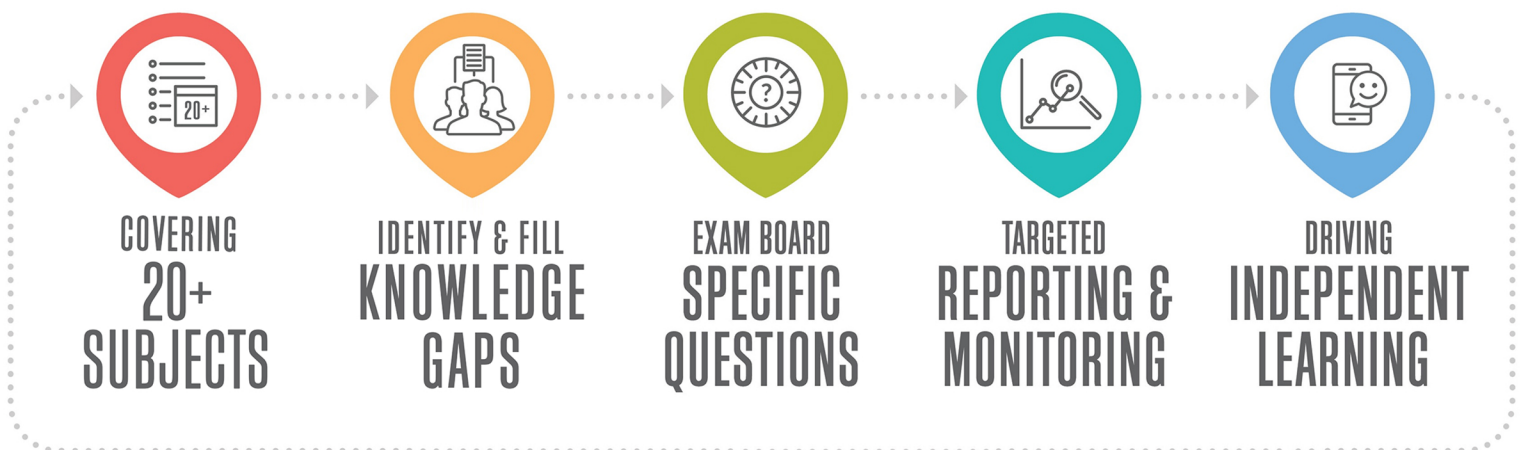 20+
?
COVERING
20+
SUBJECTS
IDENTIFY & FILL
KNOWLEDGE
GAPS
EXAM BOARD
SPECIFIC
QUESTIONS
TARGETED
REPORTING &
MONITORING
DRIVING
INDEPENDENT
LEARNING